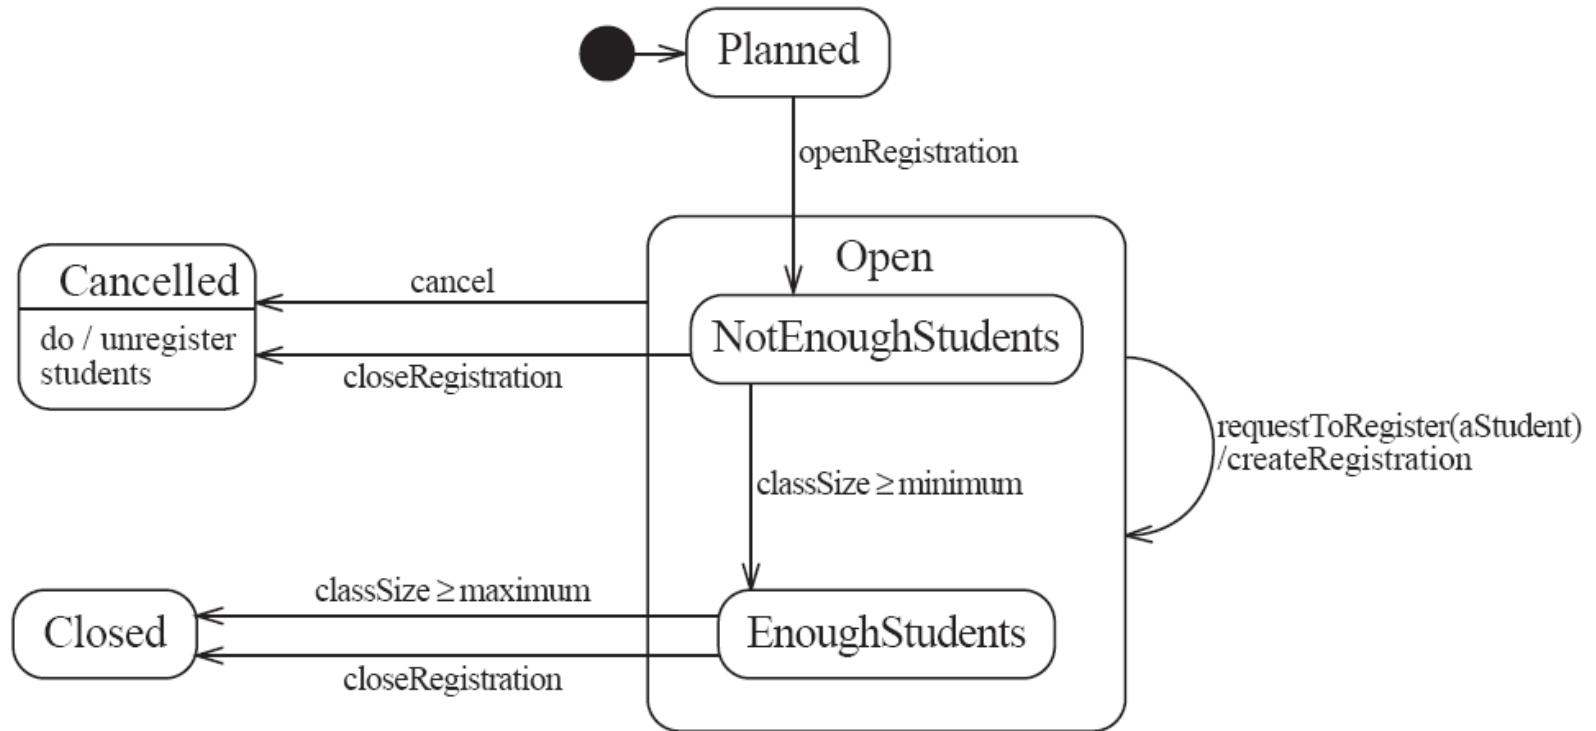 Planned
openRegistration
Open
Cancelled
cancel
do / unregister
students
NotEnoughStudents
closeRegistration
requestToRegister(aStudent)
/createRegistration
classSize ≥ minimum
classSize ≥ maximum
Closed
EnoughStudents
closeRegistration